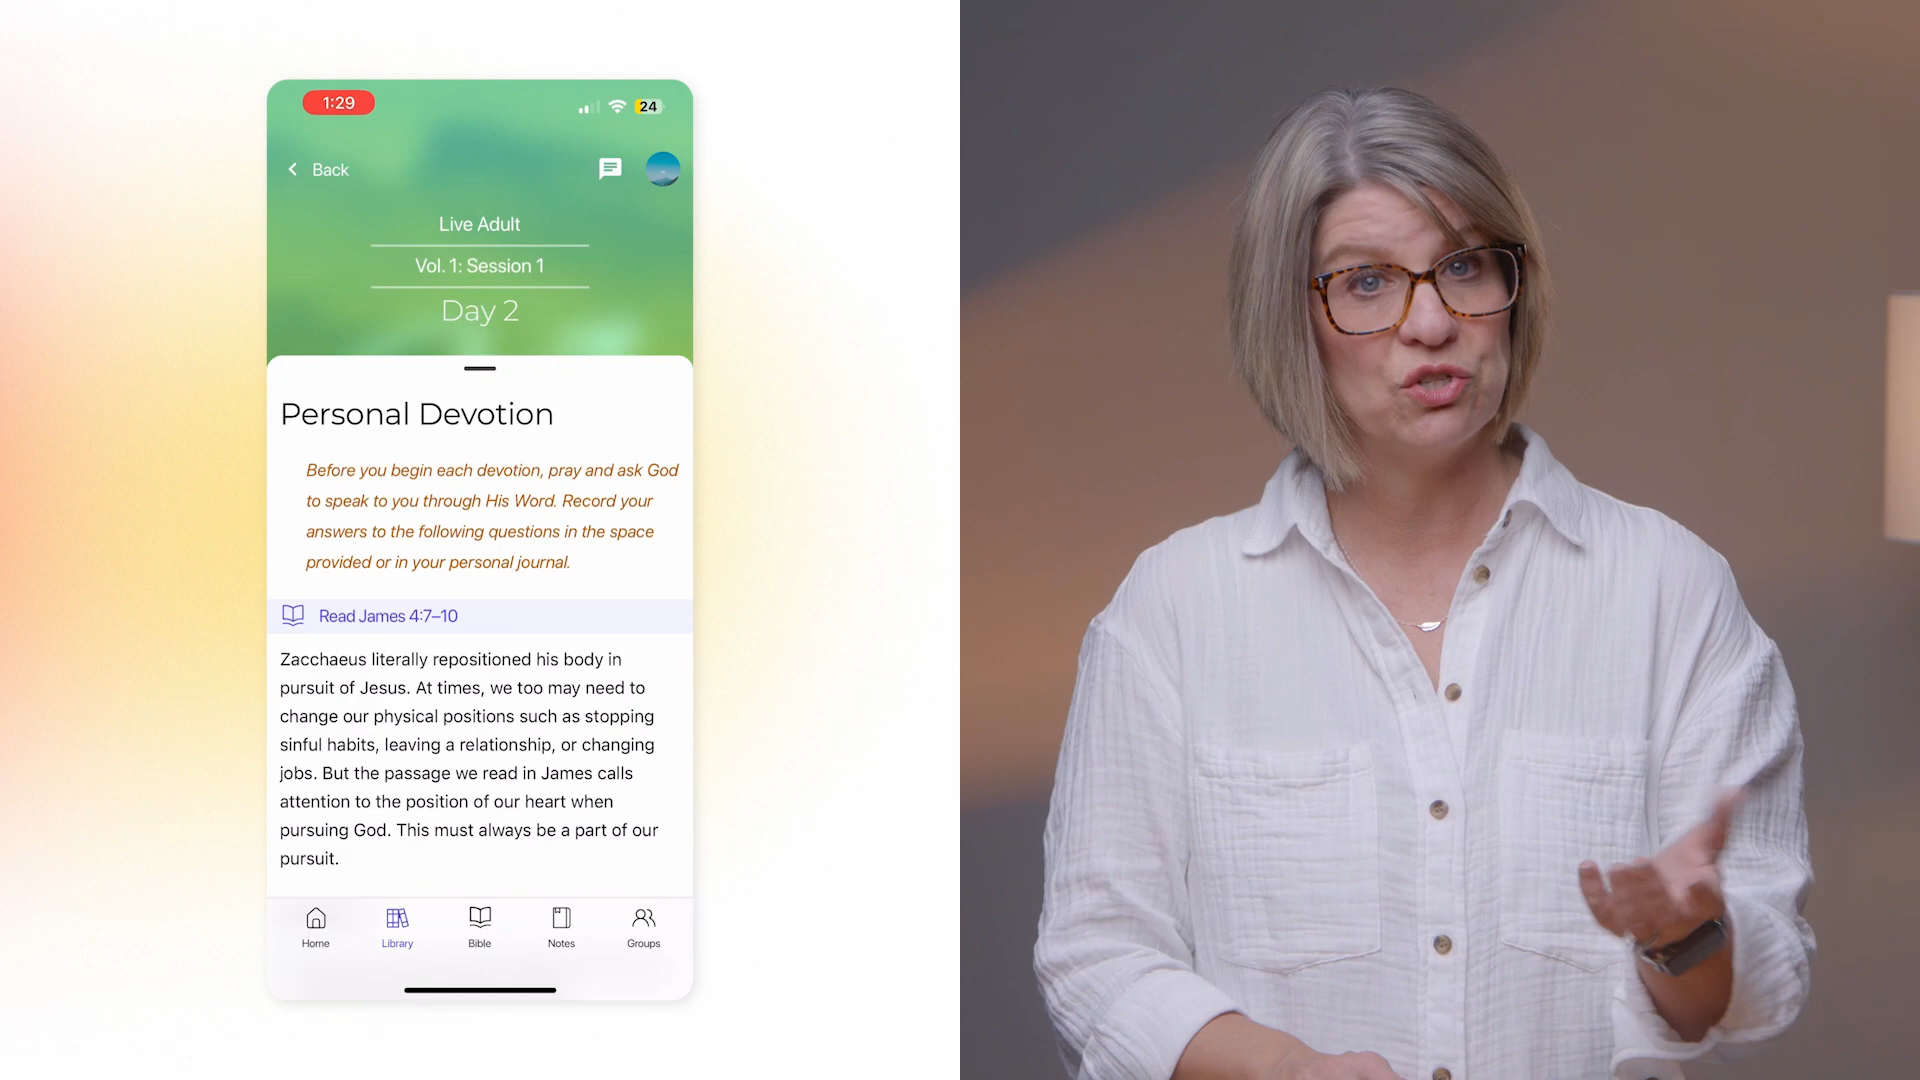 1:29
24
Back
Live Adult
Vol. 1: Session 1
Day 2
Personal Devotion
Before you begin each devotion, pray and ask God
to speak to you through His Word. Record your
answers to the following questions in the space
provided or in your personal journal.
Read James 4:7–10
Zacchaeus literally repositioned his body in
pursuit of Jesus. At times, we too may need to
change our physical positions such as stopping
sinful habits, leaving a relationship, or changing
jobs. But the passage we read in James calls
attention to the position of our heart when
pursuing God. This must always be a part of our
pursuit.
Home
Library
Bible
Notes
Groups